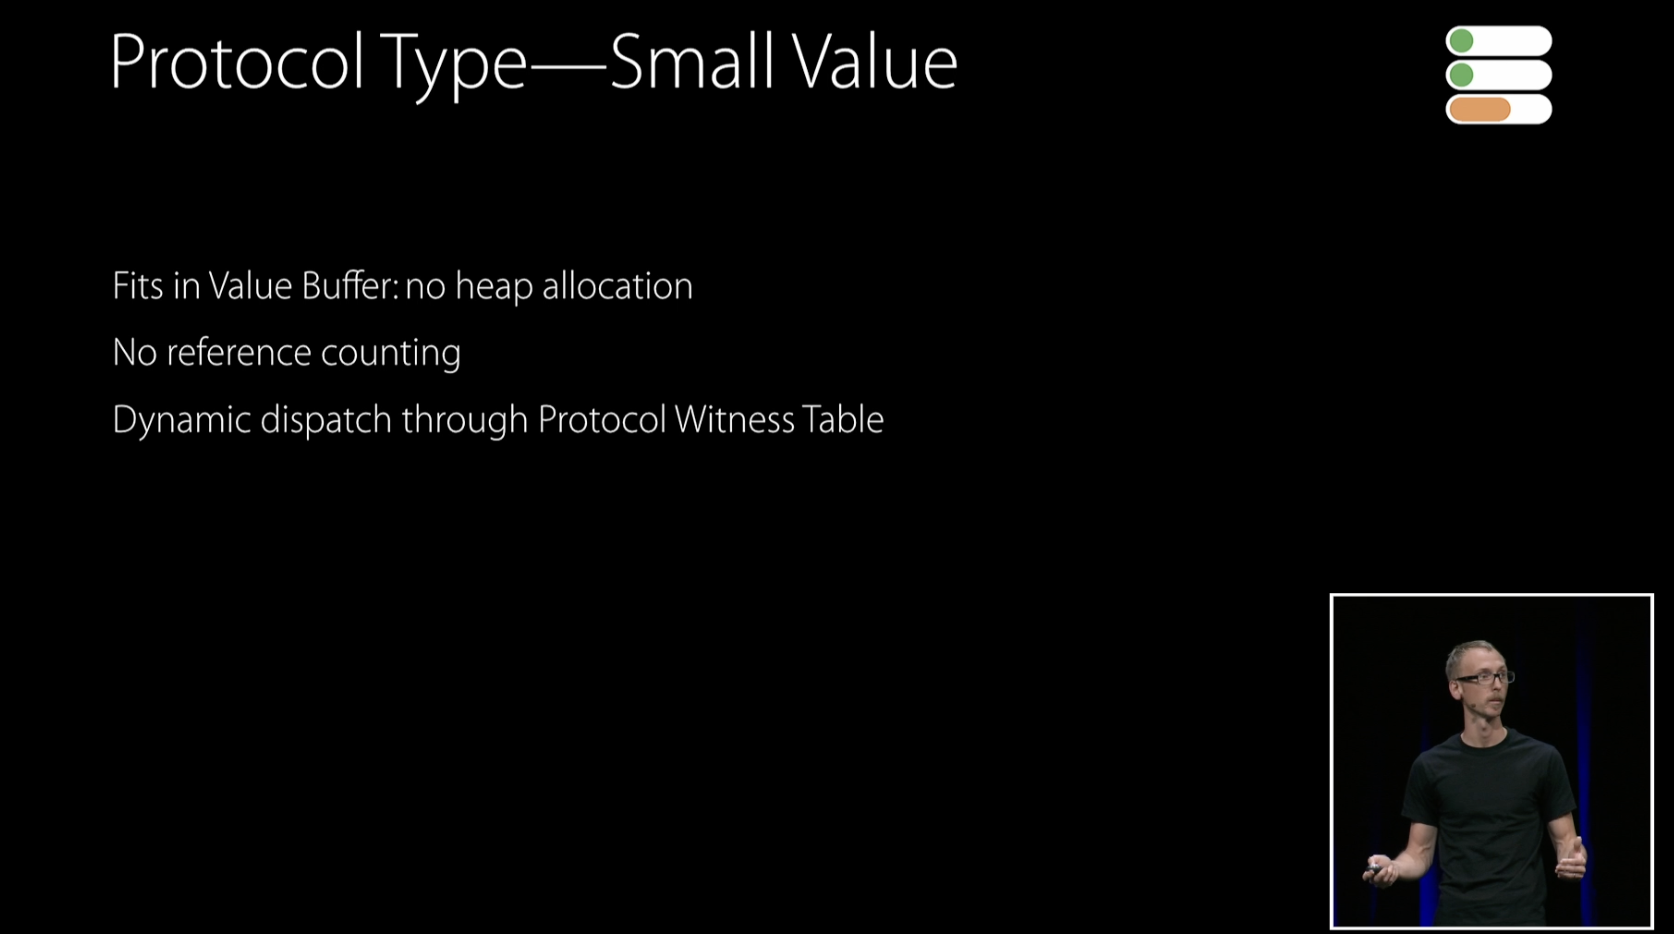 Protocol Type—Small Value
Fits in Value Buffer: no heap allocation
No reference counting
Dynamic dispatch through Protocol Witness Table